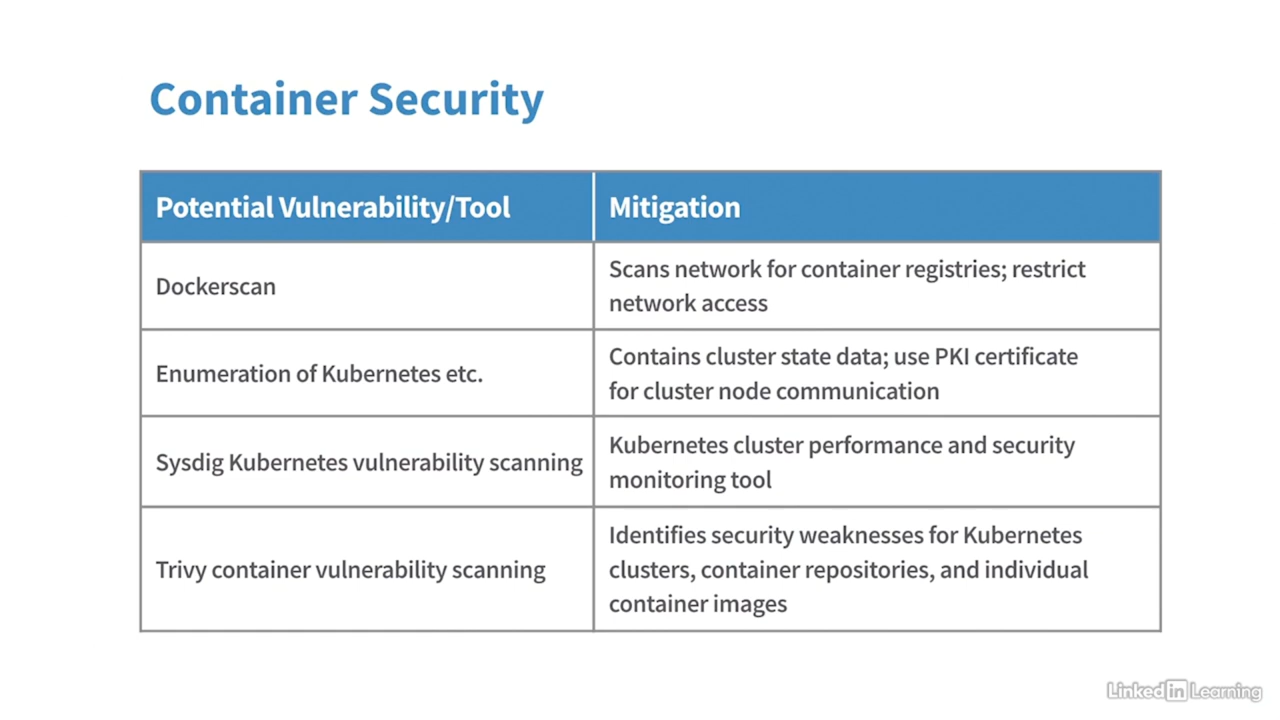 Container Security
Potential Vulnerability/Tool
Mitigation
Dockerscan
Scans network for container registries; restrict
network access
Enumeration of Kubernetes etc.
Contains cluster state data; use PKI certificate
for cluster node communication
Sysdig Kubernetes vulnerability scanning
Kubernetes cluster performance and security
monitoring tool
Trivy container vulnerability scanning
Identifies security weaknesses for Kubernetes
clusters, container repositories, and individual
container images
LinkedIn Learning